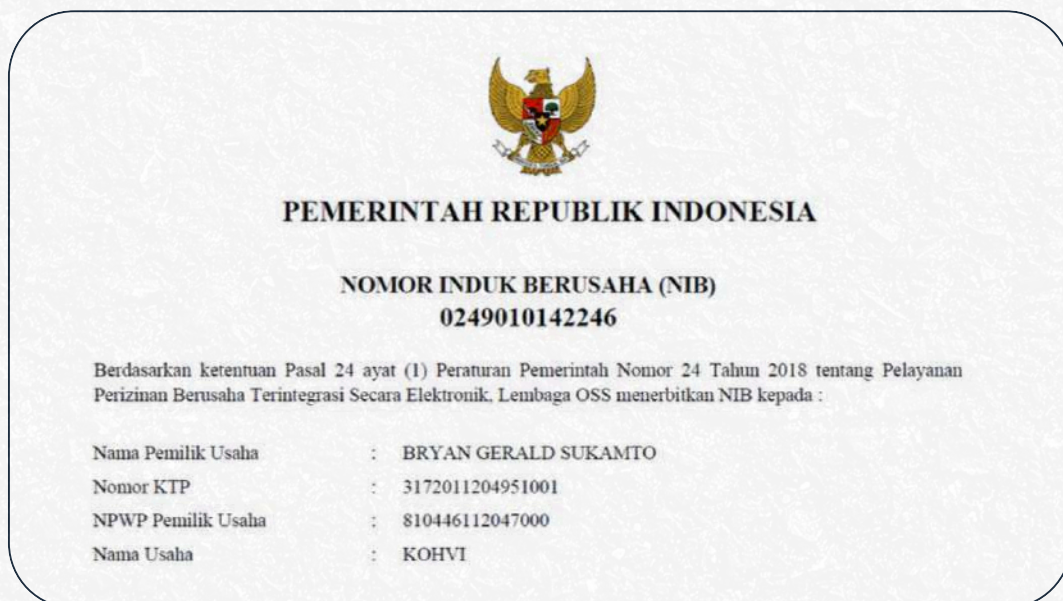 PEMERINTAH REPUBLIK INDONESIA
NOMOR INDUK BERUSAHA (NIB)
0249010142246
Berdasarkan ketentuan Pasal 24 ayat (1) Peraturan Pemerintah Nomor 24 Tahun 2018 tentang Pelayanan
Perizinan Berusaha Terintegrasi Secara Elektronik, Lembaga OSS menerbitkan NIB kepada :
Nama Pemilik Usaha : BRYAN GERALD SUKAMTO
Nomor KTP : 3172011204951001
NPWP Pemilik Usaha : 810446112047000
Nama Usaha : KOHVI